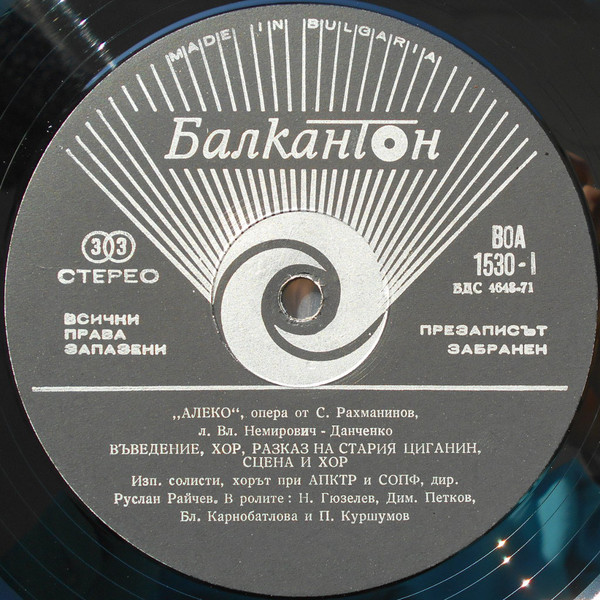 MADE IN BULGARIA
Балкантон
33
СТЕРЕО
ВОА
1530-I
БДС 4648-71
ВСИЧКИ
ПРАВА
ЗАПАЗЕНИ
ПРЕЗАПИСЪТ
ЗАБРАНЕН
„АЛЕКО“, опера от С. Рахманинов,
л. Вл. Немирович - Данченко
ВЪВЕДЕНИЕ, ХОР, РАЗКАЗ НА СТАРИЯ ЦИГАНИН,
СЦЕНА И ХОР
Изп. солисти, хорът при АПКТР и СОПФ, дир.
Руслан Райчев. В ролите : Н. Гюзелев, Дим. Петков,
Бл. Карнобатлова и П. Куршумов